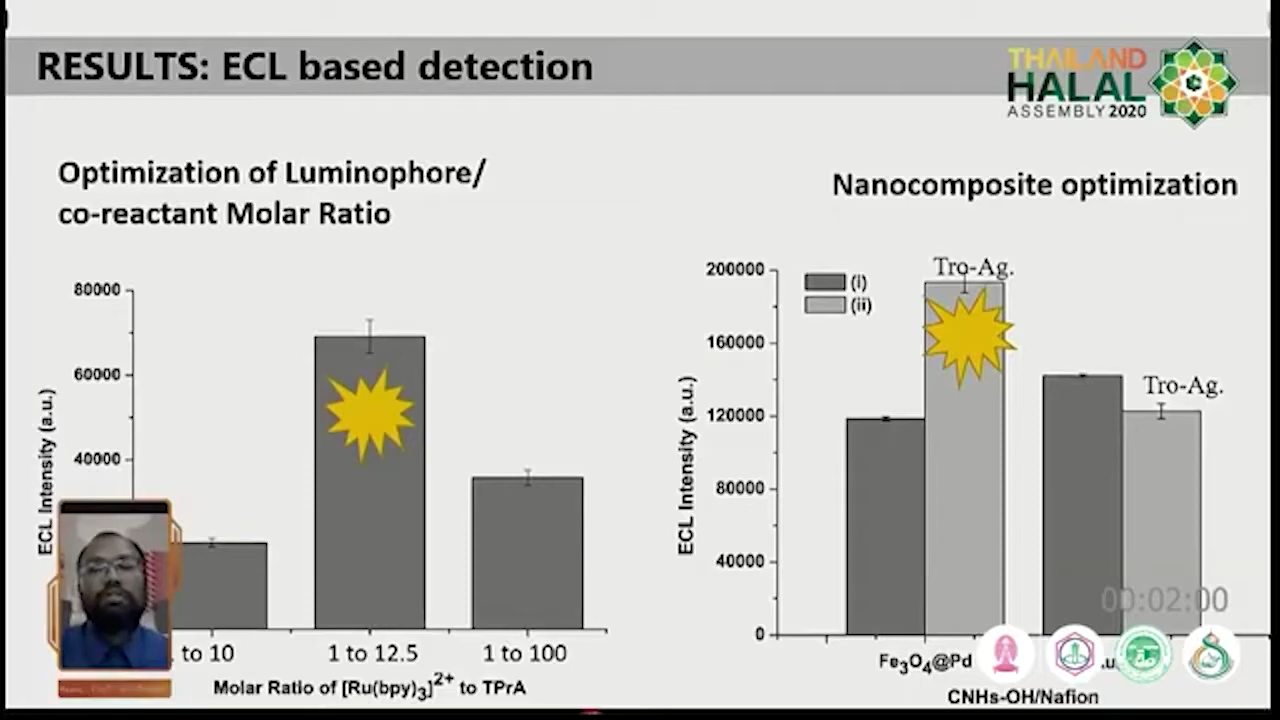 RESULTS: ECL based detection
THAILAND
HALAL
ASSEMBLY 2020
Optimization of Luminophore/
co-reactant Molar Ratio
Nanocomposite optimization
80000
60000
40000
ECL Intensity (a.u.)
to 10
1 to 12.5
1 to 100
Molar Ratio of [Ru(bpy)₃]²⁺ to TPrA
200000
160000
120000
80000
40000
0
ECL Intensity (a.u.)
(i)
(ii)
Tro-Ag.
Tro-Ag.
00:02:00
Fe₃O₄@Pd
CNHs-OH/Nafion